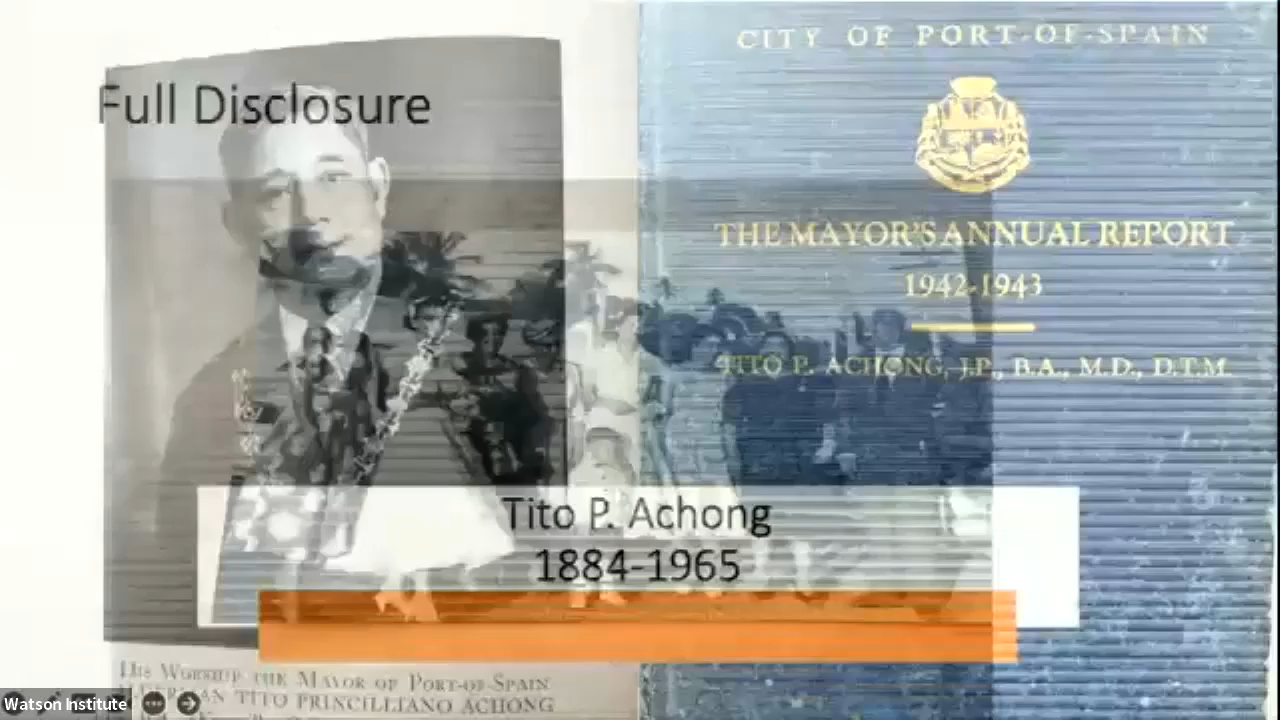 Full Disclosure
CITY OF PORT-OF-SPAIN
THE MAYOR'S ANNUAL REPORT
1942-1943
TITO P. ACHONG, J.P., B.A., M.D., D.T.M.
Tito P. Achong
1884-1965
HIS WORSHIP THE MAYOR OF PORT-OF-SPAIN
TITO PRINCILLIANO ACHONG
Watson Institute